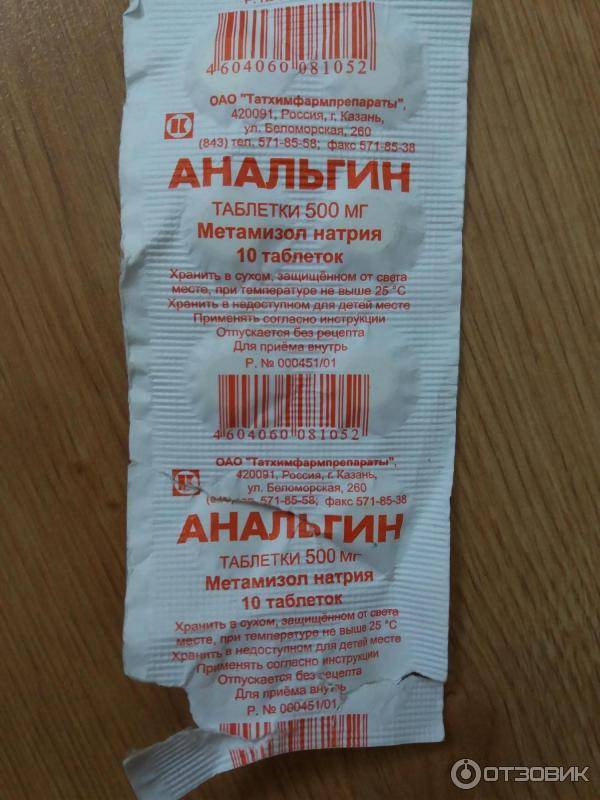 4604060 081052
ОАО "Татхимфармпрепараты",
420091, Россия, г. Казань,
ул. Беломорская, 260
(843) тел. 571-85-58; факс 571-85-38
АНАЛЬГИН
ТАБЛЕТКИ 500 МГ
Метамизол натрия
10 таблеток
Хранить в сухом, защищённом от света
месте, при температуре не выше 25 °С
Хранить в недоступном для детей месте
Применять согласно инструкции
Отпускается без рецепта
Для приёма внутрь
Р. № 000451/01
4604060 081052
ОАО "Татхимфармпрепараты",
420091, Россия, г. Казань,
ул. Беломорская, 260
571-85-58; факс 571-85-38
АНАЛЬГИН
ТАБЛЕТКИ 500 МГ
Метамизол натрия
10 таблеток
Хранить в сухом, защищённом от света
месте, при температуре не выше 25 °С
Хранить в недоступном для детей месте
Применять согласно инструкции
Отпускается без рецепта
Для приёма внутрь
Р. № 000451/01
ОТЗОВИК